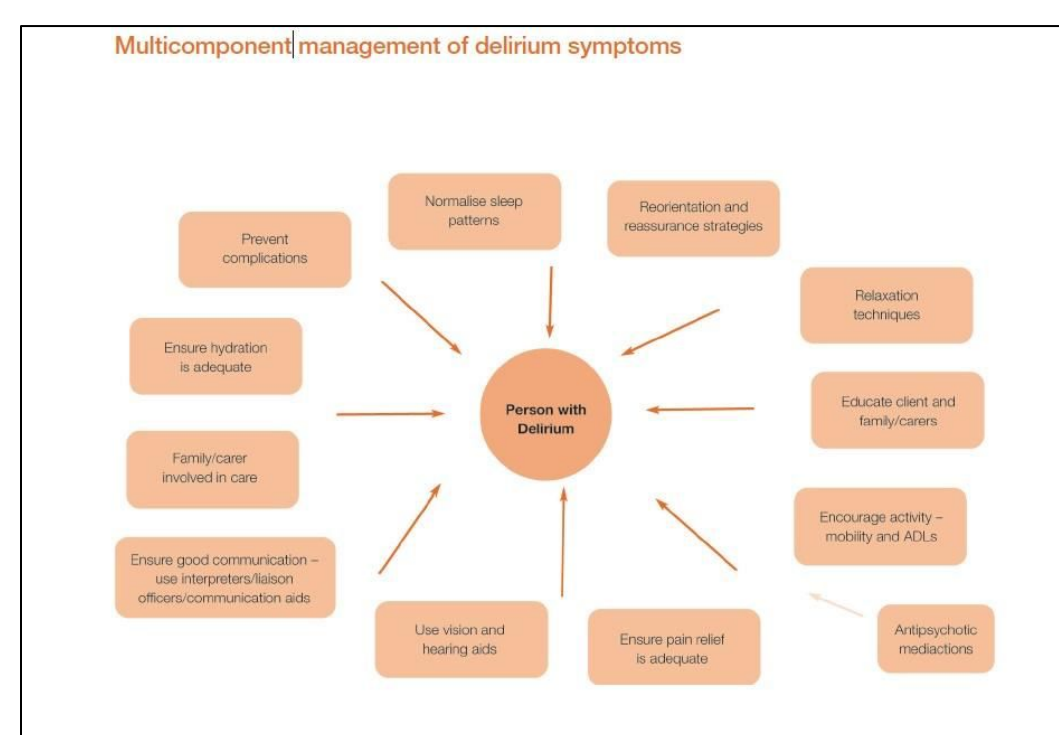 Multicomponent management of delirium symptoms
Normalise sleep
patterns
Reorientation and
reassurance strategies
Prevent
complications
Relaxation
techniques
Ensure hydration
is adequate
Person with
Delirium
Educate client and
family/carers
Family/carer
involved in care
Encourage activity –
mobility and ADLs
Ensure good communication –
use interpreters/liaison
officers/communication aids
Use vision and
hearing aids
Ensure pain relief
is adequate
Antipsychotic
mediactions